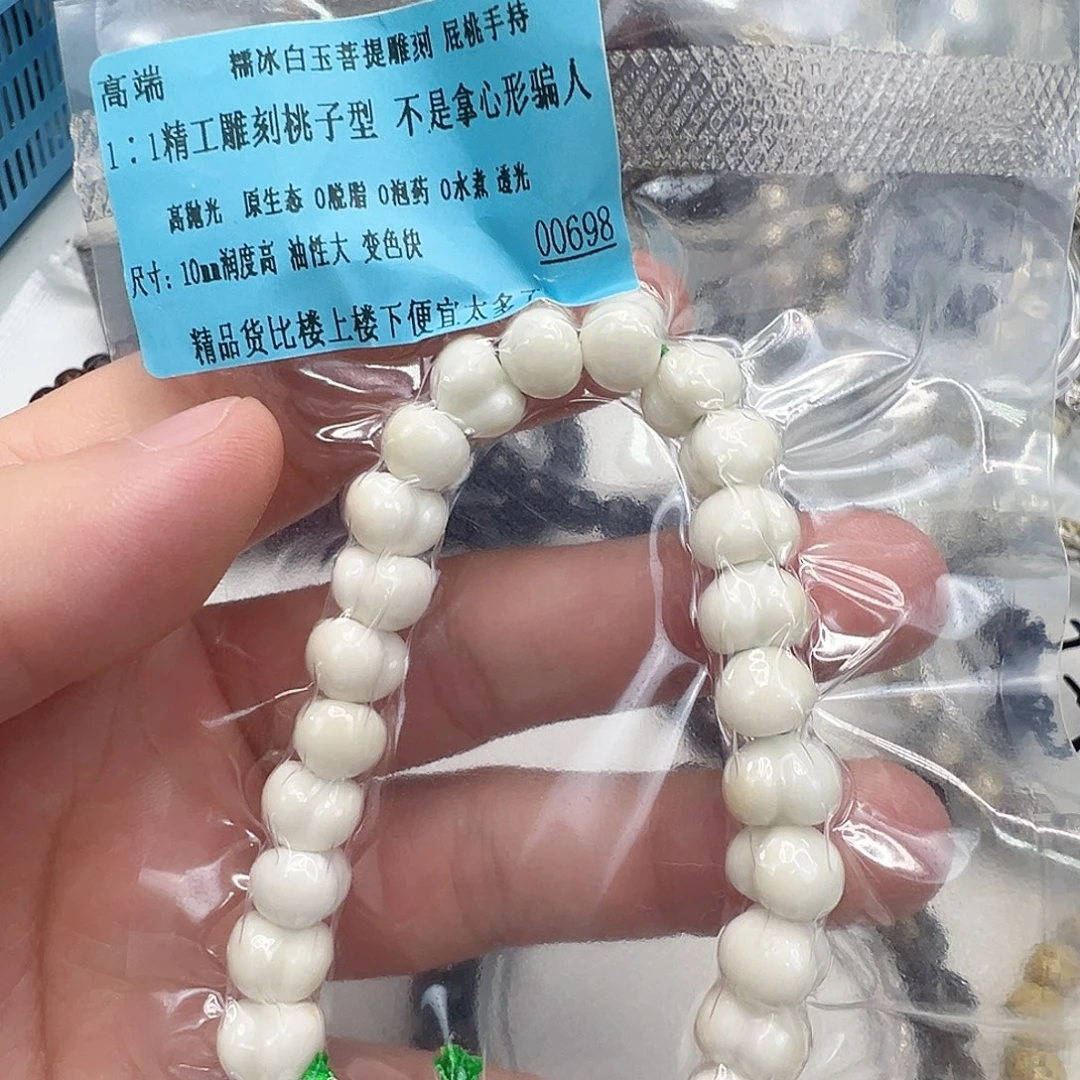 高端 糯冰白玉菩提雕刻 屁桃手持
1：1精工雕刻桃子型 不是拿心形骗人
高抛光 原生态 0脱脂 0泡药 0水煮 透光
尺寸：10mm润度高 油性大 变色快
00698
精品货比楼上楼下便宜太多了